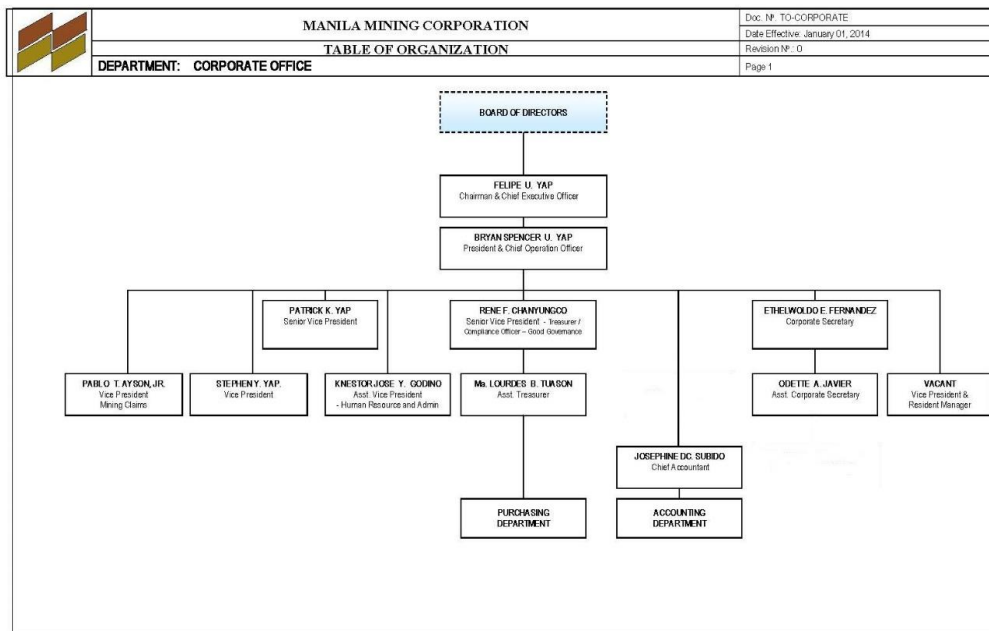 MANILA MINING CORPORATION
TABLE OF ORGANIZATION
DEPARTMENT: CORPORATE OFFICE
Doc. Nº. TO-CORPORATE
Date Effective: January 01, 2014
Revision Nº.: 0
Page 1
BOARD OF DIRECTORS
FELIPE U. YAP
Chairman & Chief Executive Officer
BRYAN SPENCER U. YAP
President & Chief Operation Officer
PATRICK K. YAP
Senior Vice President
RENE F. CHANYUNGCO
Senior Vice President - Treasurer /
Compliance Officer – Good Governance
ETHELWOLDO E. FERNANDEZ
Corporate Secretary
PABLO T. AYSON, JR.
Vice President
Mining Claims
STEPHEN Y. YAP.
Vice President
KNESTOR JOSE Y. GODINO
Asst. Vice President
- Human Resource and Admin
Ma. LOURDES B. TUASON
Asst. Treasurer
ODETTE A. JAVIER
Asst. Corporate Secretary
VACANT
Vice President &
Resident Manager
JOSEPHINE DC. SUBIDO
Chief Accountant
PURCHASING
DEPARTMENT
ACCOUNTING
DEPARTMENT